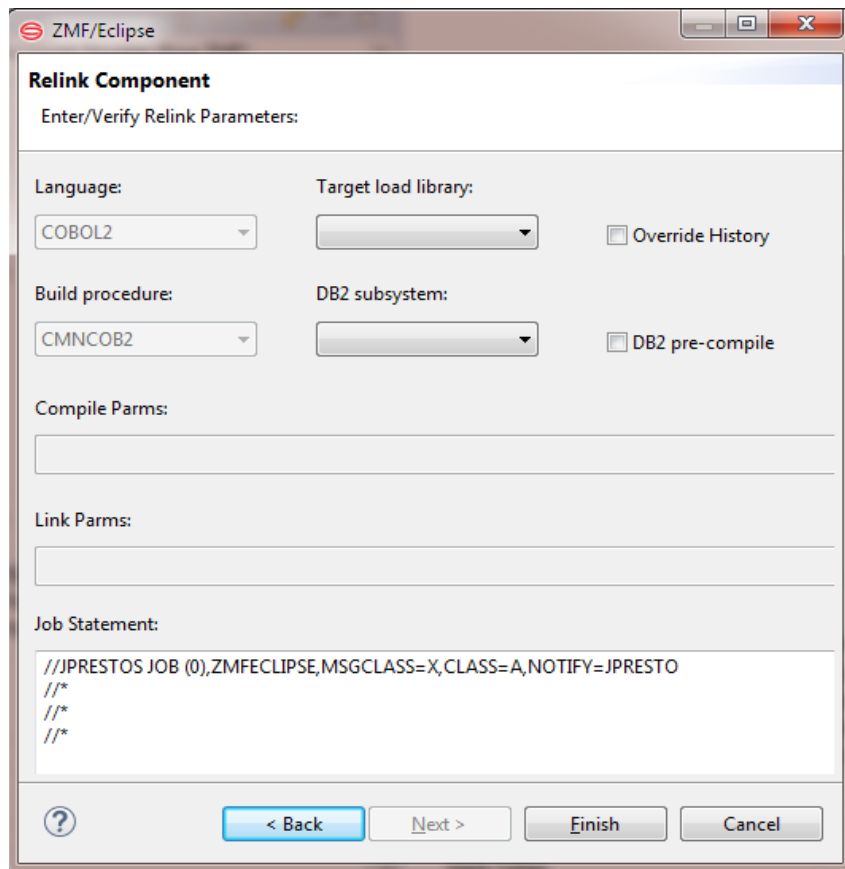 ZMF/Eclipse
Relink Component
Enter/Verify Relink Parameters:
Language: Target load library:
COBOL2 Override History
Build procedure: DB2 subsystem:
CMNCOB2 DB2 pre-compile
Compile Parms:
Link Parms:
Job Statement:
//JPRESTOS JOB (0),ZMFECLIPSE,MSGCLASS=X,CLASS=A,NOTIFY=JPRESTO
//*
//*
//*
? < Back Next > Finish Cancel